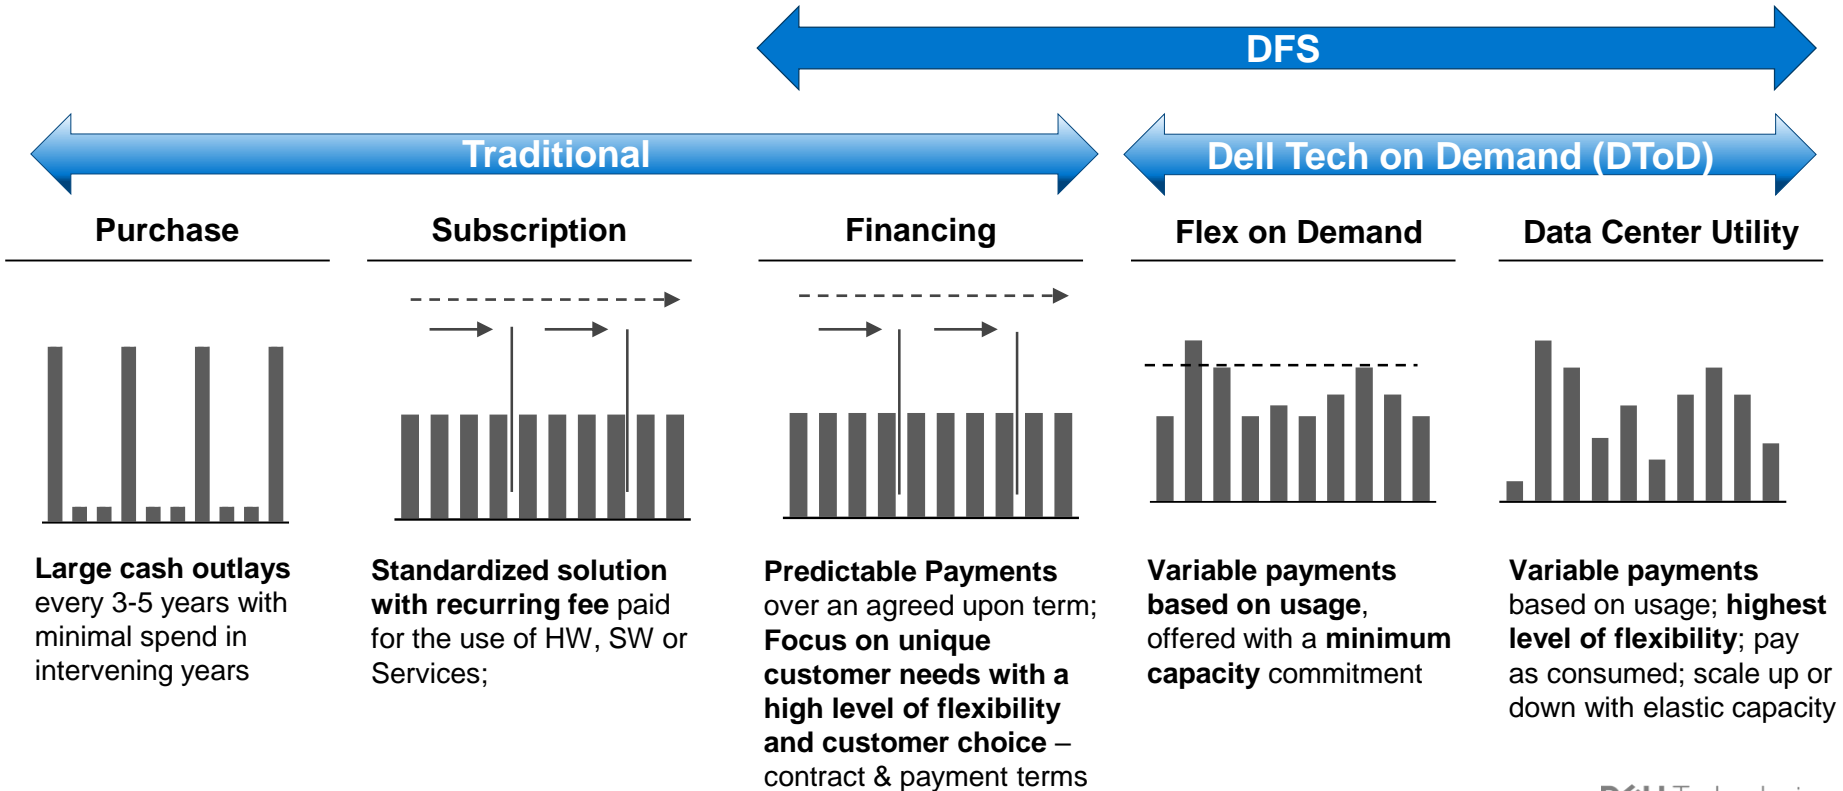 DFS
Traditional
Dell Tech on Demand (DToD)
Purchase
Subscription
Financing
Flex on Demand
Data Center Utility
Large cash outlays
every 3-5 years with
minimal spend in
intervening years
Standardized solution
with recurring fee paid
for the use of HW, SW or
Services;
Predictable Payments
over an agreed upon term;
Focus on unique
customer needs with a
high level of flexibility
and customer choice –
contract & payment terms
Variable payments
based on usage,
offered with a minimum
capacity commitment
Variable payments
based on usage; highest
level of flexibility; pay
as consumed; scale up or
down with elastic capacity